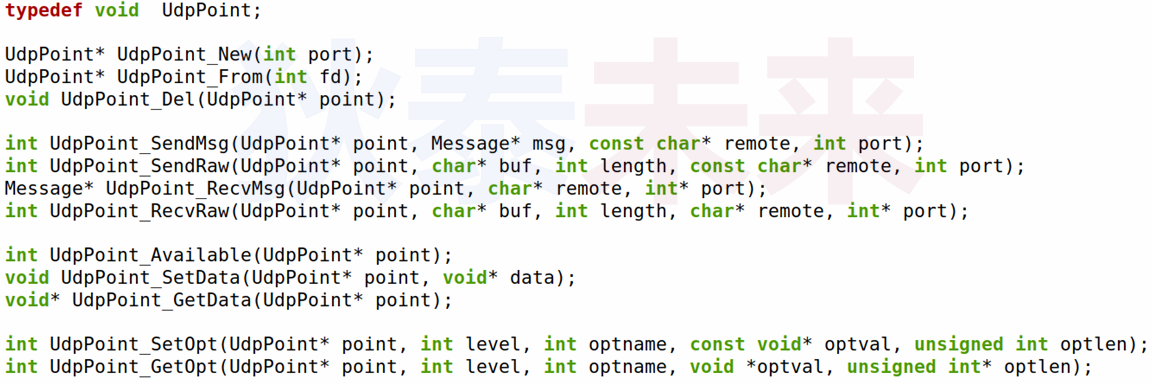 typedef void  UdpPoint;
UdpPoint* UdpPoint_New(int port);
UdpPoint* UdpPoint_From(int fd);
void UdpPoint_Del(UdpPoint* point);
int UdpPoint_SendMsg(UdpPoint* point, Message* msg, const char* remote, int port);
int UdpPoint_SendRaw(UdpPoint* point, char* buf, int length, const char* remote, int port);
Message* UdpPoint_RecvMsg(UdpPoint* point, char* remote, int* port);
int UdpPoint_RecvRaw(UdpPoint* point, char* buf, int length, char* remote, int* port);
int UdpPoint_Available(UdpPoint* point);
void UdpPoint_SetData(UdpPoint* point, void* data);
void* UdpPoint_GetData(UdpPoint* point);
int UdpPoint_SetOpt(UdpPoint* point, int level, int optname, const void* optval, unsigned int optlen);
int UdpPoint_GetOpt(UdpPoint* point, int level, int optname, void *optval, unsigned int* optlen);
狄泰未来